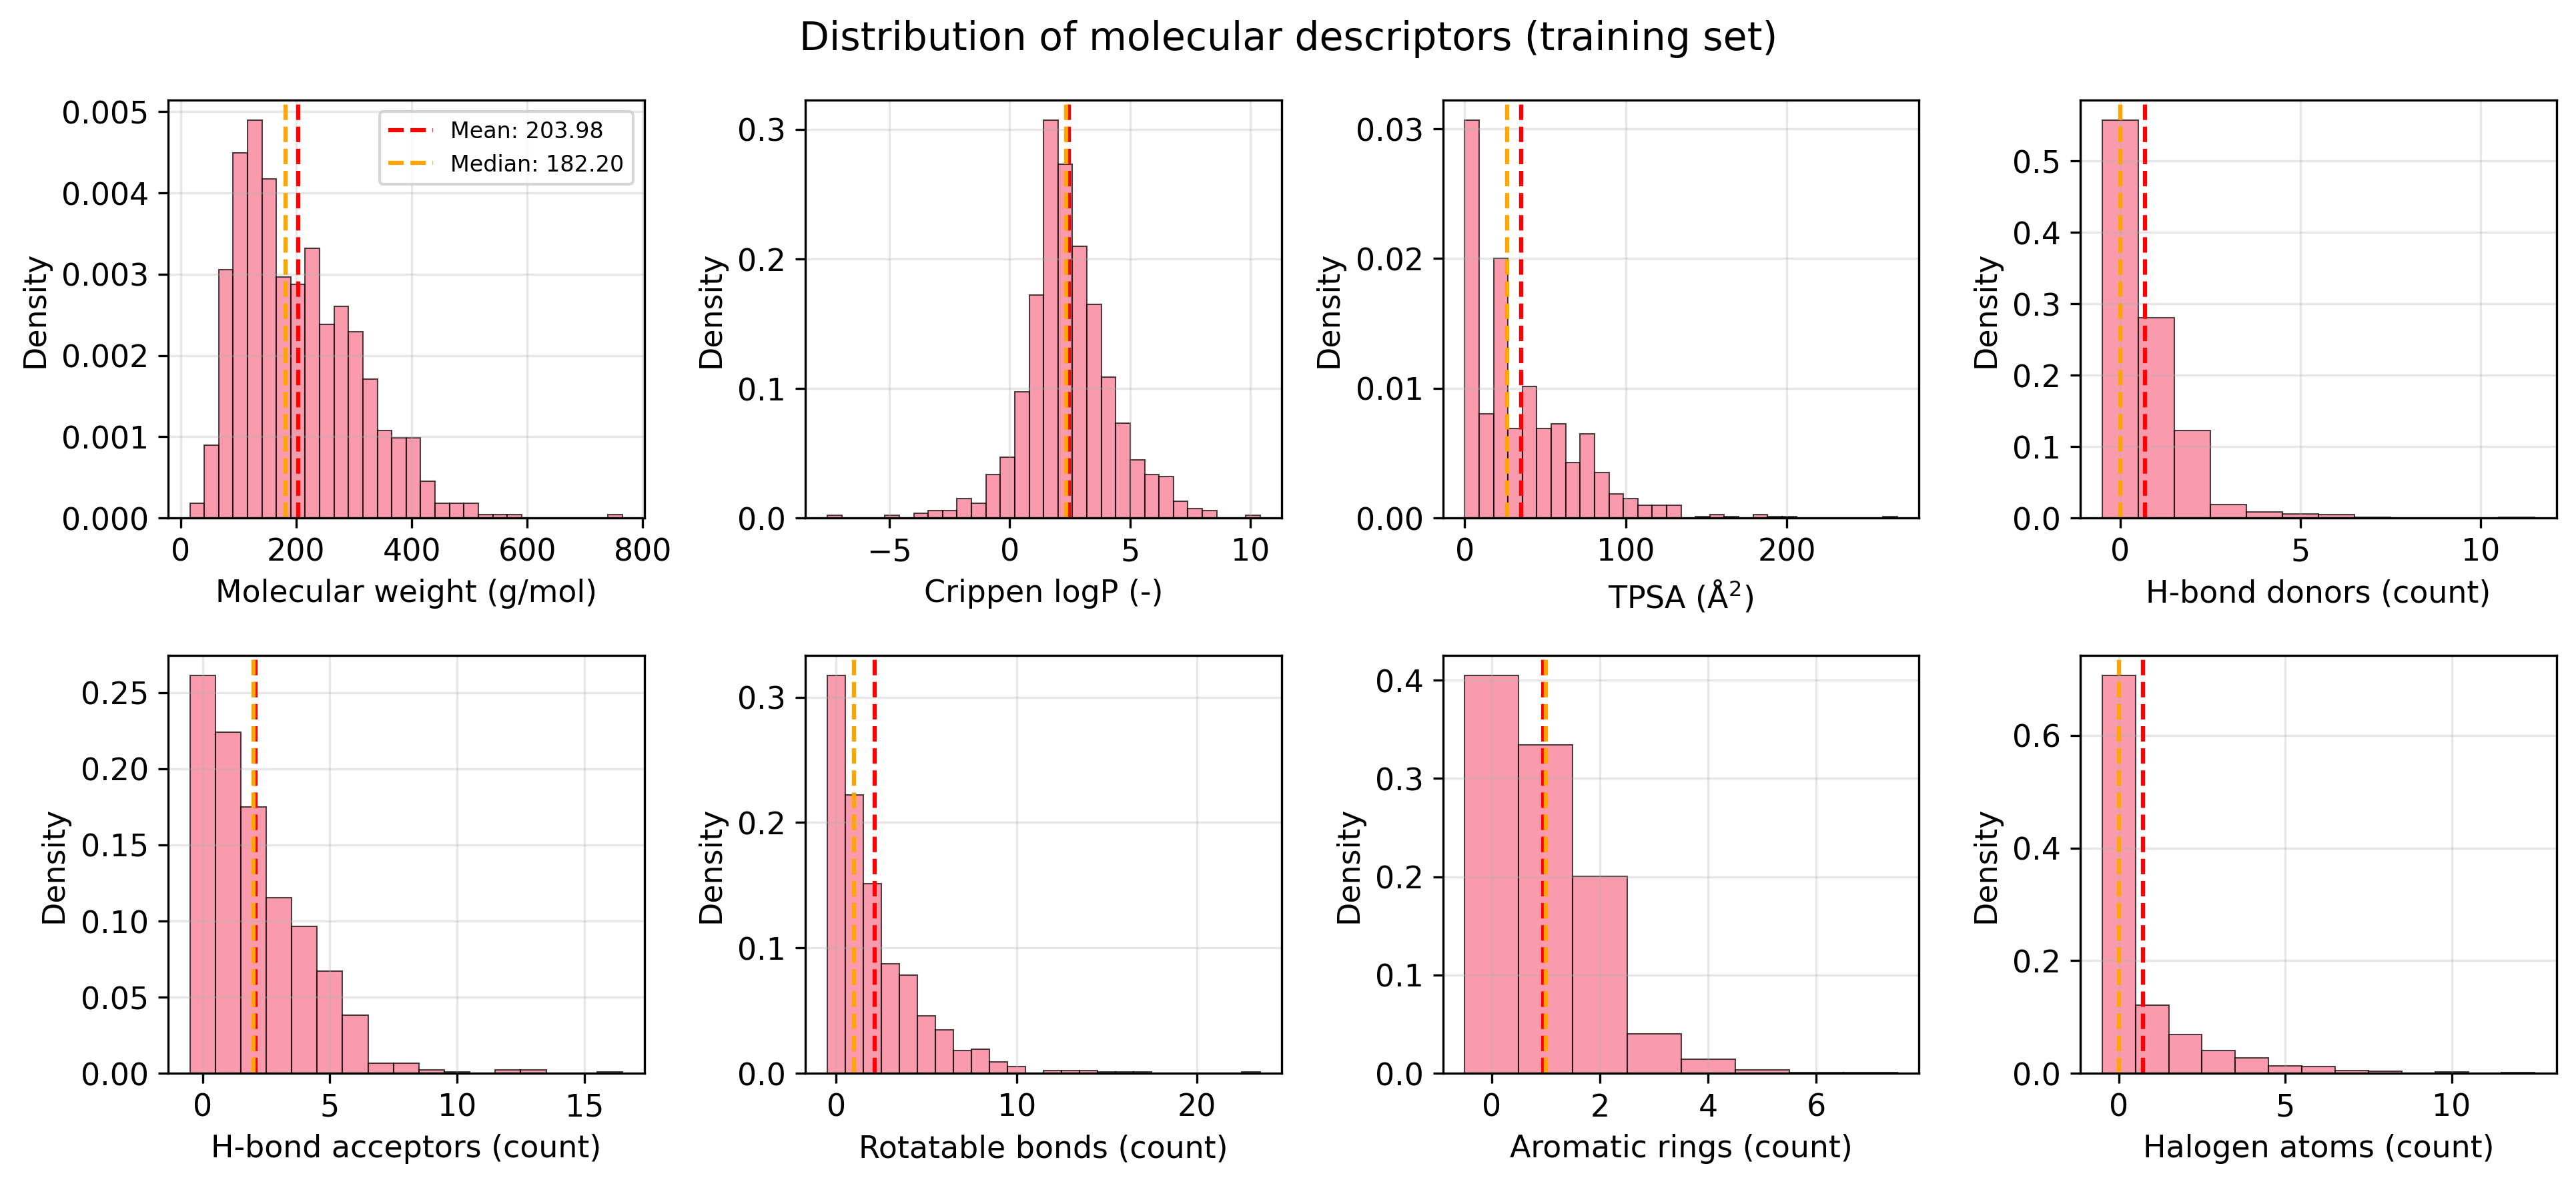 Distribution of molecular descriptors (training set)
Density
0.005
0.004
0.003
0.002
0.001
0.000
Mean: 203.98
Median: 182.20
0 200 400 600 800
Molecular weight (g/mol)
Density
0.3
0.2
0.1
0.0
−5 0 5 10
Crippen logP (-)
Density
0.03
0.02
0.01
0.00
0 100 200
TPSA (Å²)
Density
0.5
0.4
0.3
0.2
0.1
0.0
0 5 10
H-bond donors (count)
Density
0.25
0.20
0.15
0.10
0.05
0.00
0 5 10 15
H-bond acceptors (count)
Density
0.3
0.2
0.1
0.0
0 10 20
Rotatable bonds (count)
Density
0.4
0.3
0.2
0.1
0.0
0 2 4 6
Aromatic rings (count)
Density
0.6
0.4
0.2
0.0
0 5 10
Halogen atoms (count)